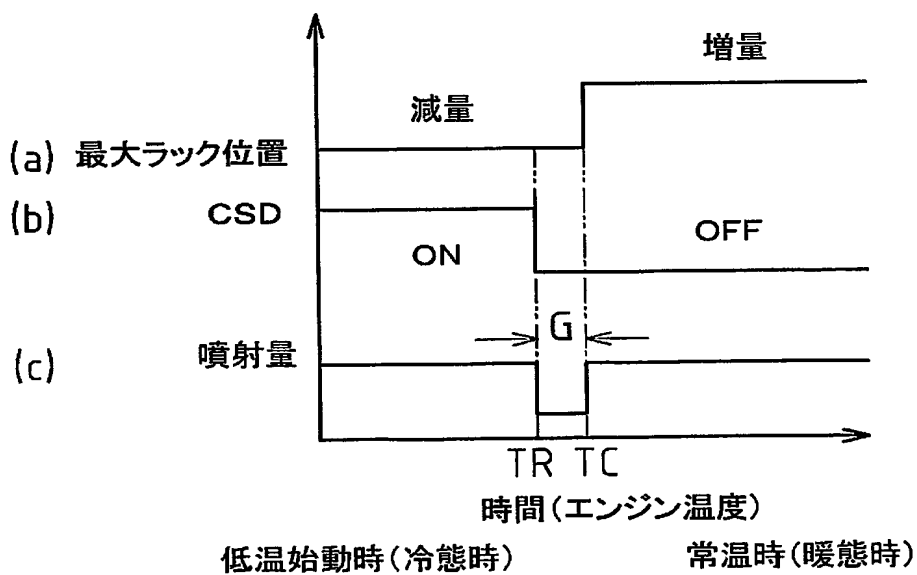 増量
減量
(a) 最大ラック位置
(b) CSD
ON
OFF
G
(c) 噴射量
TR TC
時間(エンジン温度)
低温始動時(冷態時) 常温時(暖態時)